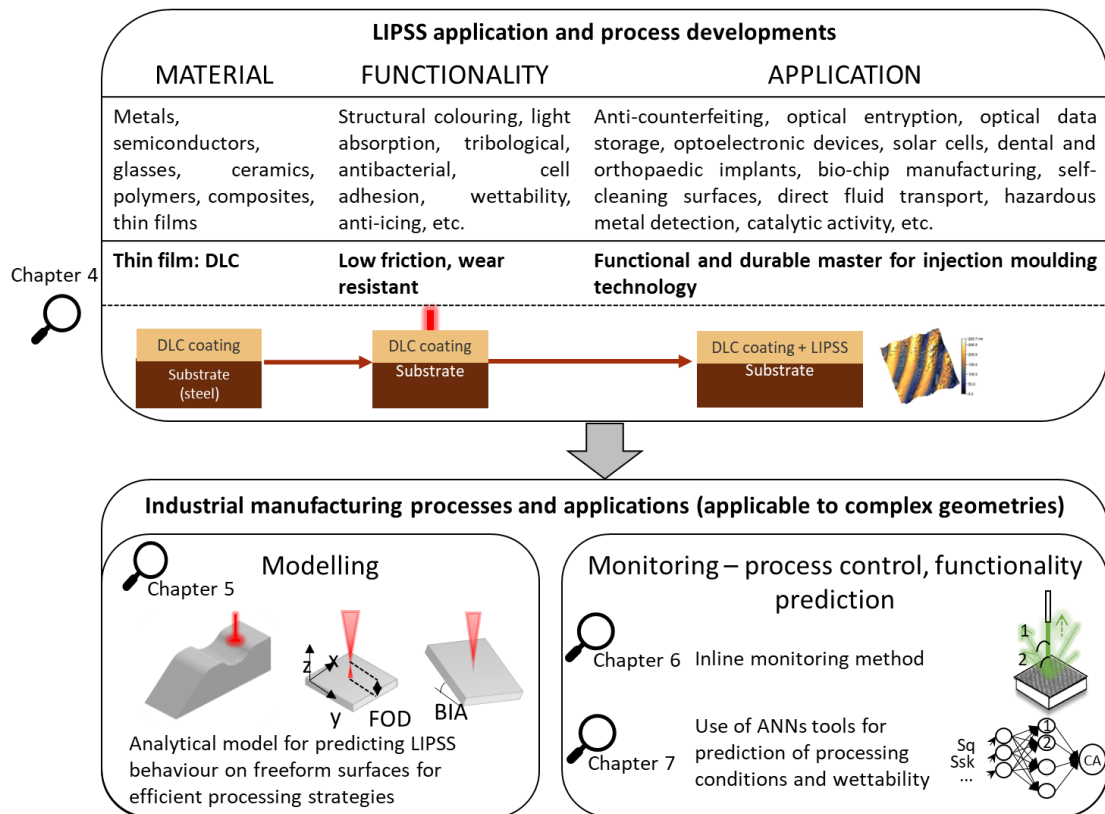 LIPSS application and process developments
MATERIAL FUNCTIONALITY APPLICATION
Metals,
semiconductors,
glasses, ceramics,
polymers, composites,
thin films
Structural colouring, light
absorption, tribological,
antibacterial, cell
adhesion, wettability,
anti-icing, etc.
Anti-counterfeiting, optical entryption, optical data
storage, optoelectronic devices, solar cells, dental and
orthopaedic implants, bio-chip manufacturing, self-
cleaning surfaces, direct fluid transport, hazardous
metal detection, catalytic activity, etc.
Chapter 4
Thin film: DLC
Low friction, wear
resistant
Functional and durable master for injection moulding
technology
DLC coating
Substrate
(steel)
DLC coating
Substrate
DLC coating + LIPSS
Substrate
Industrial manufacturing processes and applications (applicable to complex geometries)
Modelling
Chapter 5
z
x
y
FOD
BIA
Analytical model for predicting LIPSS
behaviour on freeform surfaces for
efficient processing strategies
Monitoring – process control, functionality
prediction
Chapter 6
Inline monitoring method
1
2
Chapter 7
Use of ANNs tools for
prediction of processing
conditions and wettability
Sq
Ssk
...
1
2
CA